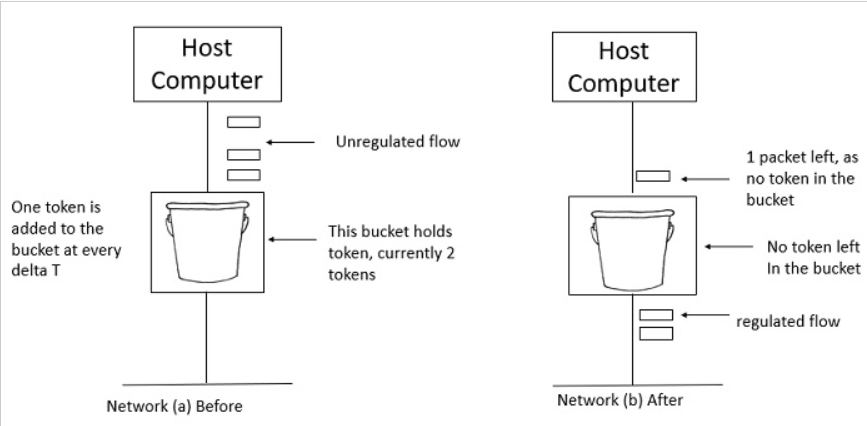 Host
Computer
Unregulated flow
One token is
added to the
bucket at every
delta T
This bucket holds
token, currently 2
tokens
Network (a) Before
Host
Computer
1 packet left, as
no token in the
bucket
No token left
In the bucket
regulated flow
Network (b) After